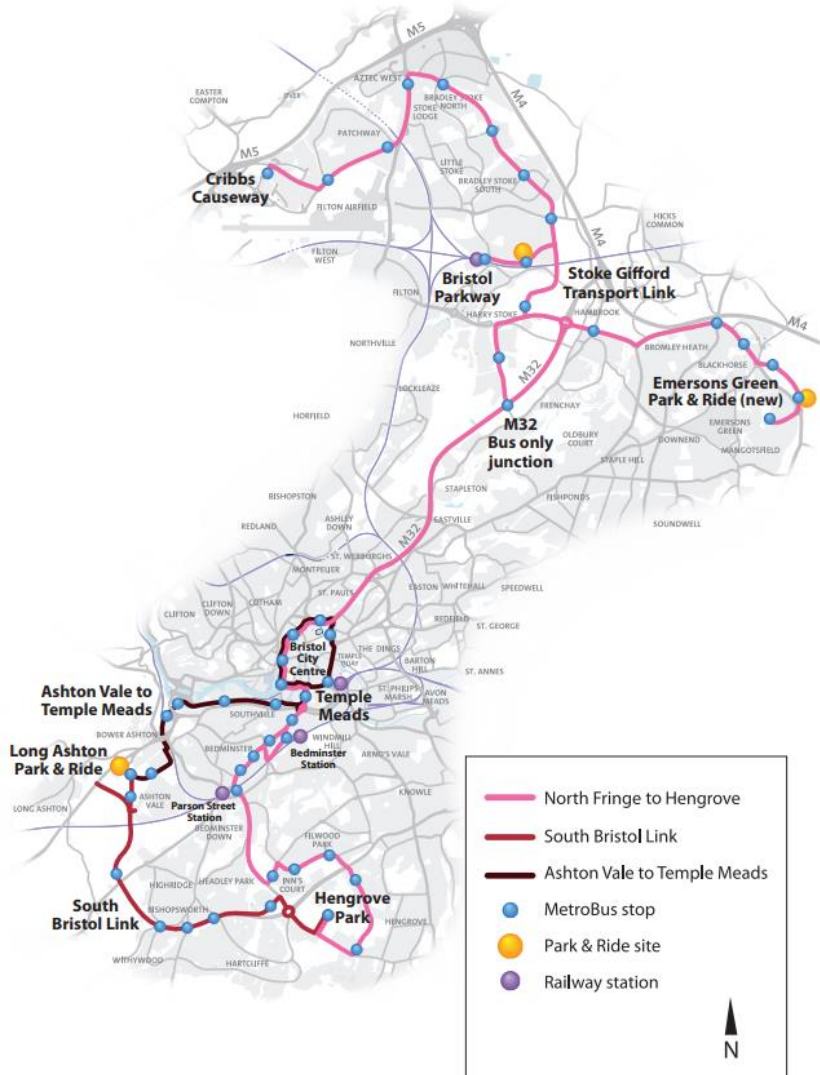 M5
AZTEC WEST
EASTER
COMPTON
BRADLEY STOKE
NORTH
STOKE
LODGE
M4
PATCHWAY
M5
LITTLE
STOKE
Cribbs
Causeway
BRADLEY STOKE
SOUTH
FILTON AIRFIELD
HICKS
COMMON
M4
FILTON
WEST
Bristol
Parkway
Stoke Gifford
Transport Link
FILTON
HARRY STOKE
HAMBROOK
M4
NORTHVILLE
BROMLEY HEATH
M32
BLACKHORSE
LOCKLEAZE
Emersons Green
Park & Ride (new)
FRENCHAY
M32
Bus only
junction
HORFIELD
OLDBURY
COURT
EMERSONS
GREEN
DOWNEND
MANGOTSFIELD
STAPLE HILL
STAPLETON
BISHOPSTON
FISHPONDS
ASHLEY
DOWN
REDLAND
EASTVILLE
SOUNDWELL
M32
ST. WERBURGHS
MONTPELIER
EASTON
WHITEHALL
SPEEDWELL
ST. PAULS
CLIFTON
CLIFTON
DOWN
COTHAM
REDFIELD
ST. GEORGE
Bristol
City
Centre
THE DINGS
TEMPLE
QUAY
BARTON
HILL
ST. ANNES
Ashton Vale to
Temple Meads
Temple
Meads
ST. PHILIPS
MARSH
AVON
MEADS
SOUTHVILLE
BOWER ASHTON
Long Ashton
Park & Ride
BEDMINSTER
WINDMILL
HILL
Bedminster
Station
ARNO'S VALE
LONG ASHTON
ASHTON
VALE
Parson Street
Station
KNOWLE
BEDMINSTER
DOWN
FILWOOD
PARK
HIGHRIDGE
HEADLEY PARK
INN'S
COURT
Hengrove
Park
South
Bristol Link
BISHOPSWORTH
HENGROVE
WITHYWOOD
HARTCLIFFE
North Fringe to Hengrove
South Bristol Link
Ashton Vale to Temple Meads
MetroBus stop
Park & Ride site
Railway station
N